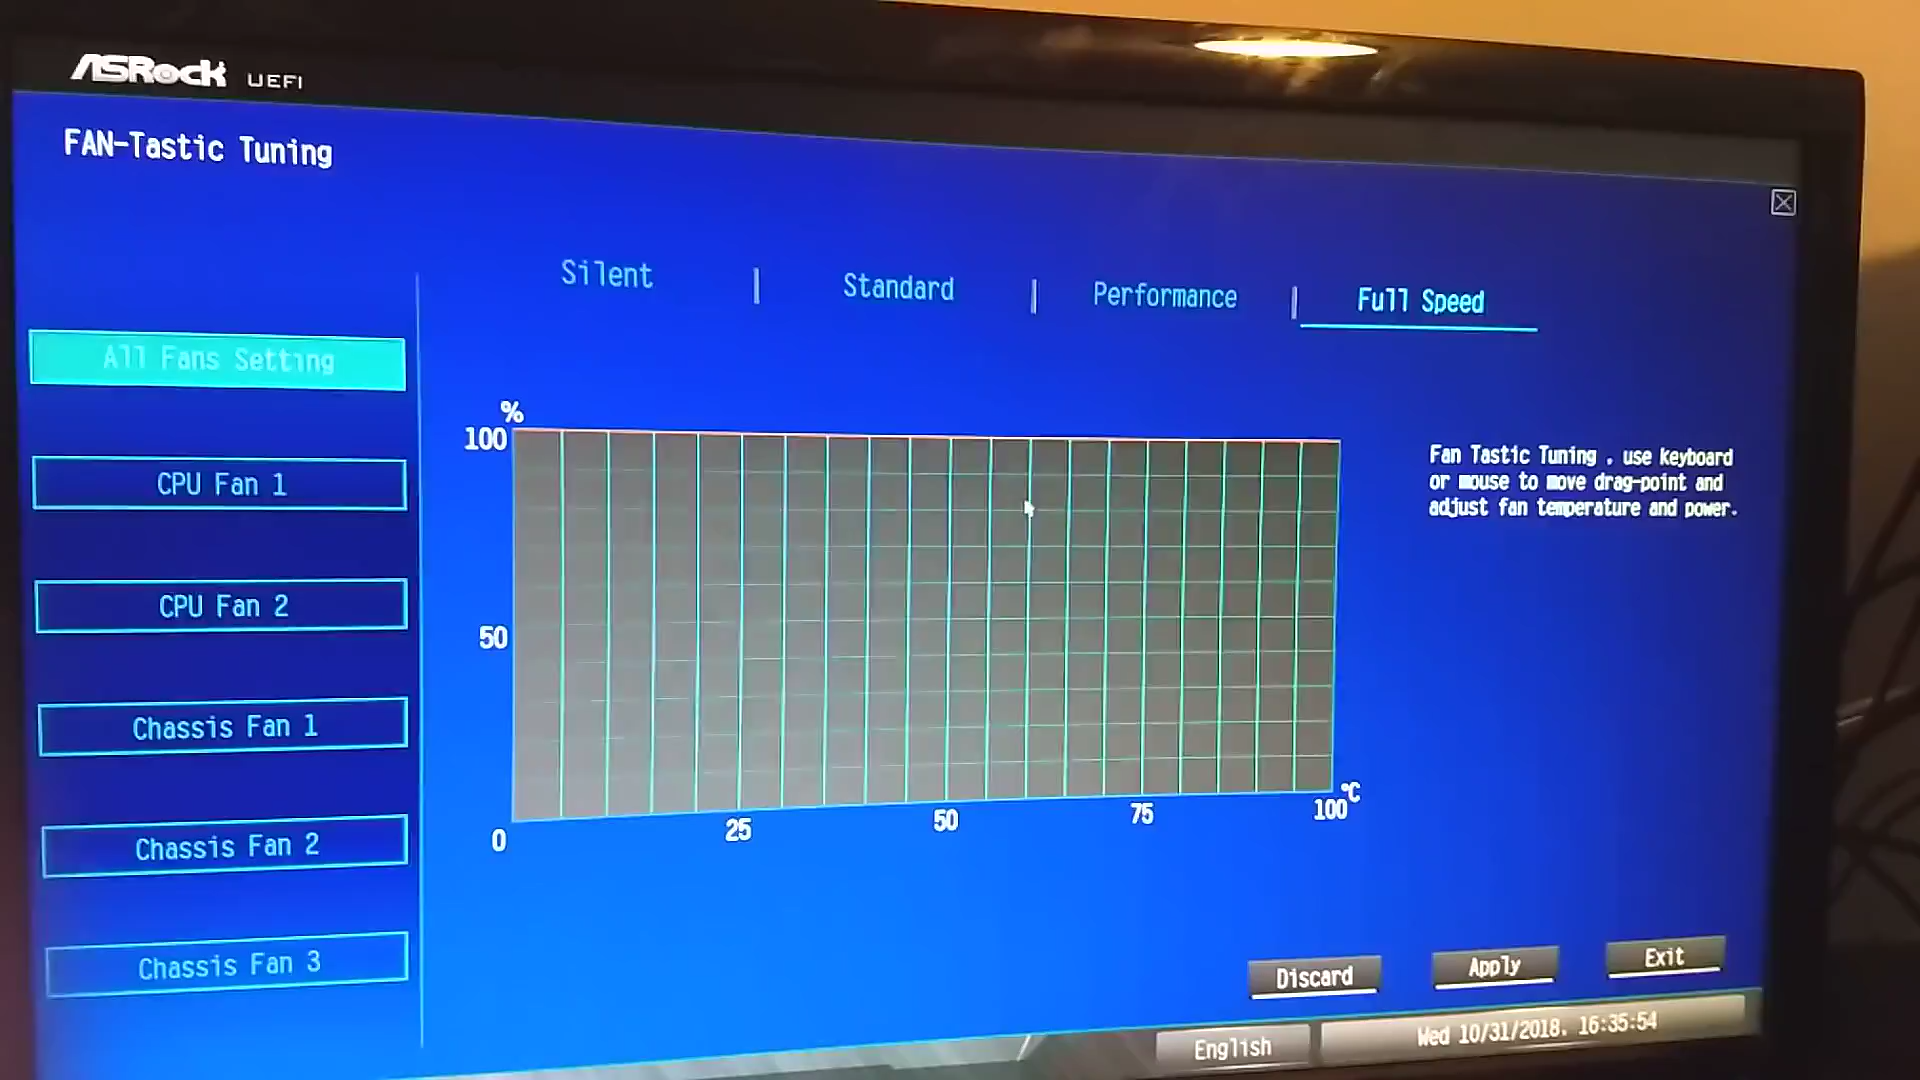 ASRock UEFI
FAN-Tastic Tuning
Silent | Standard | Performance | Full Speed
All Fans Setting
CPU Fan 1
CPU Fan 2
Chassis Fan 1
Chassis Fan 2
Chassis Fan 3
%
100
50
0
25
50
75
100
°C
Fan Tastic Tuning , use keyboard
or mouse to move drag-point and
adjust fan temperature and power.
Discard
Apply
Exit
English
Wed 10/31/2018. 16:35:54